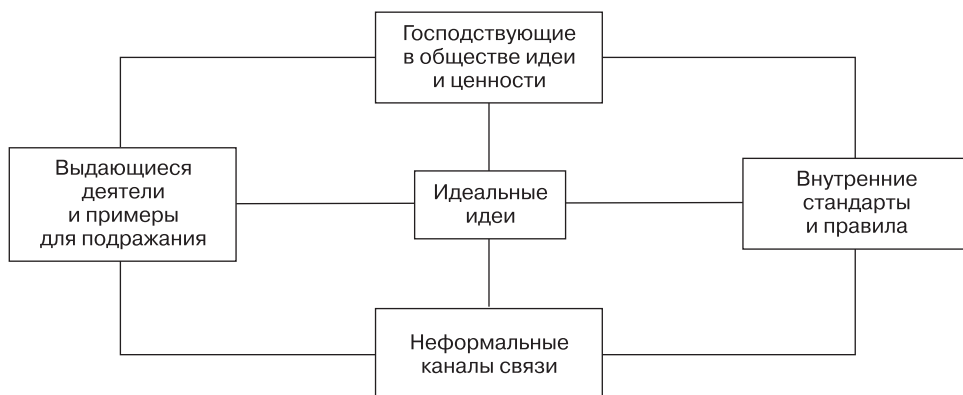 Господствующие
в обществе идеи
и ценности
Выдающиеся
деятели
и примеры
для подражания
Идеальные
идеи
Внутренние
стандарты
и правила
Неформальные
каналы связи